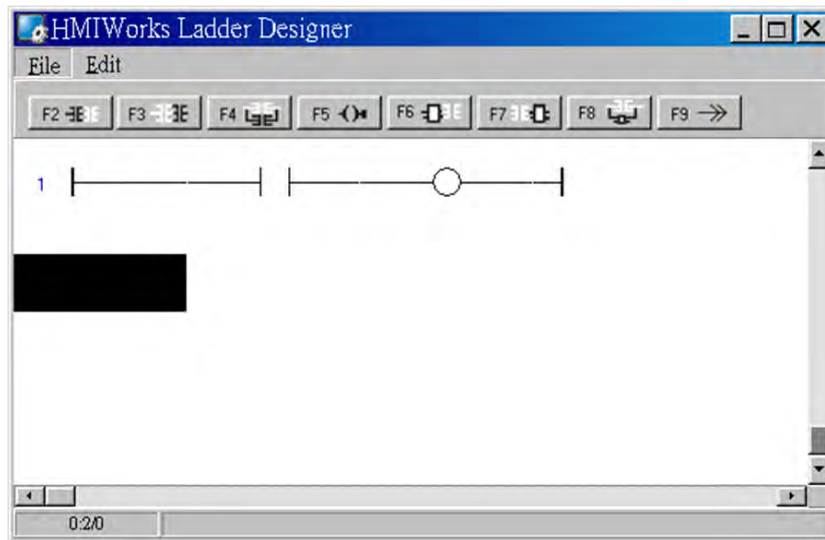 HMIWorks Ladder Designer
File Edit
F2 F3 F4 F5 F6 F7 F8 F9
1
0:2/0